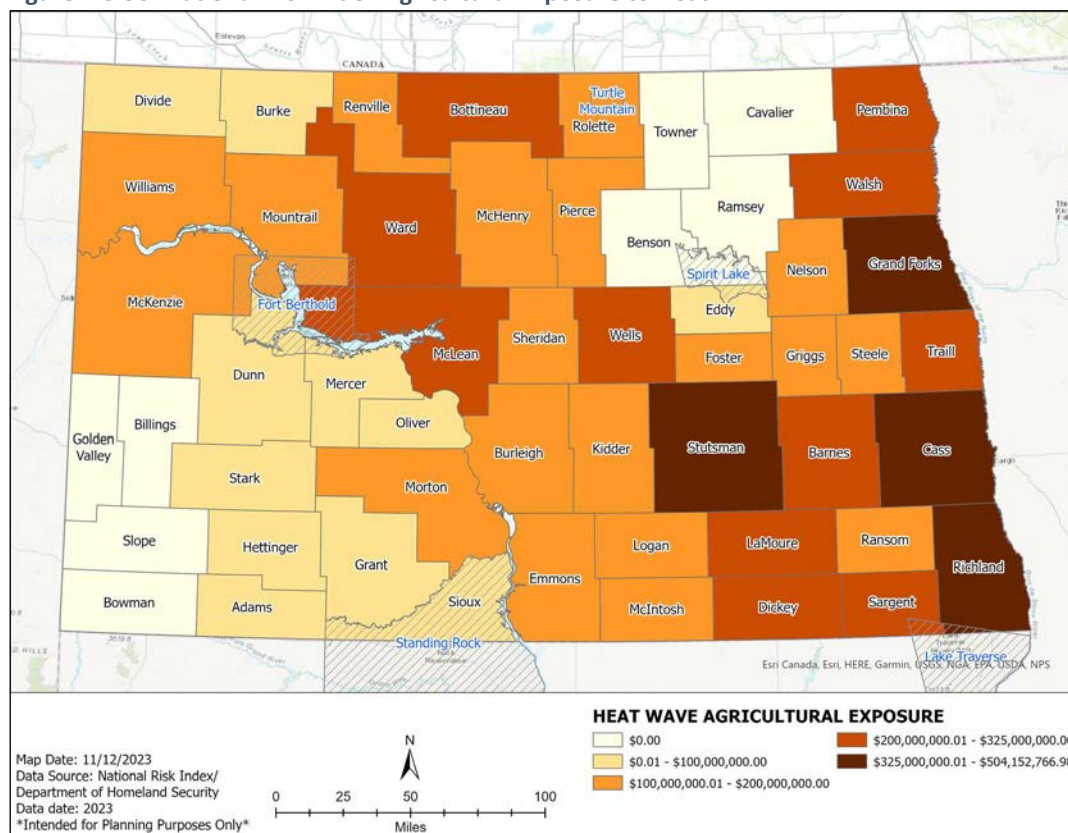 Estevan
CANADA
Divide
Burke
Renville
Bottineau
Turtle
Mountain
Rolette
Towner
Cavalier
Pembina
Williams
Mountrail
Ward
McHenry
Pierce
Benson
Ramsey
Walsh
Spirit Lake
Nelson
Grand Forks
McKenzie
Fort Berthold
McLean
Sheridan
Wells
Eddy
Foster
Griggs
Steele
Traill
Dunn
Mercer
Oliver
Golden
Valley
Billings
Stark
Morton
Burleigh
Kidder
Stutsman
Barnes
Cass
Slope
Hettinger
Grant
Emmons
Logan
LaMoure
Ransom
Richland
Bowman
Adams
Sioux
McIntosh
Dickey
Sargent
Standing Rock
Lake Traverse
Esri Canada, Esri, HERE, Garmin, USGS, NGA, EPA, USDA, NPS
HEAT WAVE AGRICULTURAL EXPOSURE
$0.00
$0.01 - $100,000,000.00
$100,000,000.01 - $200,000,000.00
$200,000,000.01 - $325,000,000.00
$325,000,000.01 - $504,152,766.98
Map Date: 11/12/2023
Data Source: National Risk Index/
Department of Homeland Security
Data date: 2023
*Intended for Planning Purposes Only*
N
0 25 50 100
Miles